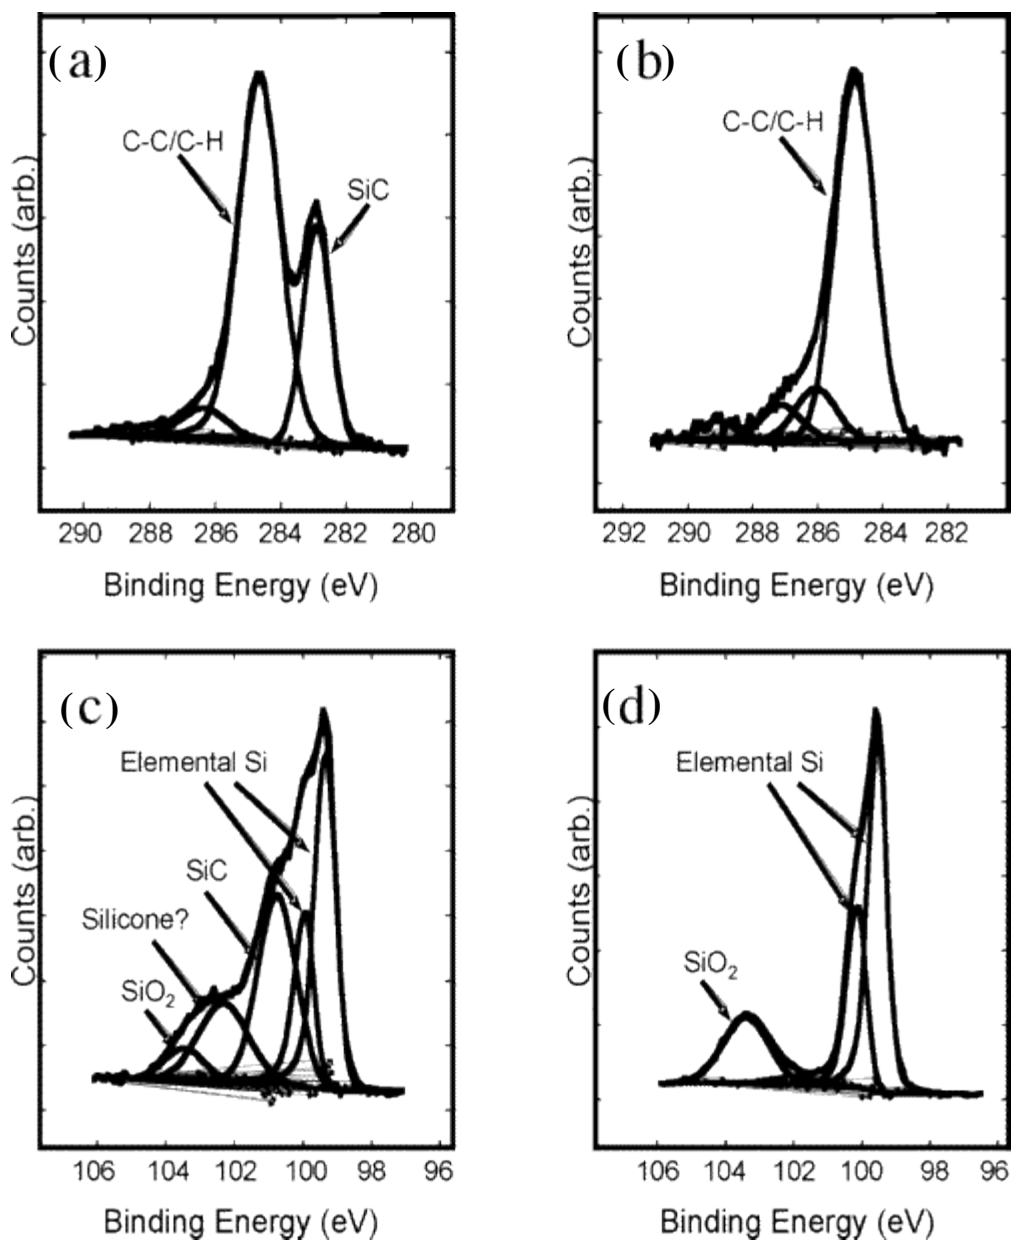 (a)
C-C/C-H
SiC
Counts (arb.)
290 288 286 284 282 280
Binding Energy (eV)
(b)
C-C/C-H
Counts (arb.)
292 290 288 286 284 282
Binding Energy (eV)
(c)
Elemental Si
SiC
Silicone?
SiO₂
Counts (arb.)
106 104 102 100 98 96
Binding Energy (eV)
(d)
Elemental Si
SiO₂
Counts (arb.)
106 104 102 100 98 96
Binding Energy (eV)